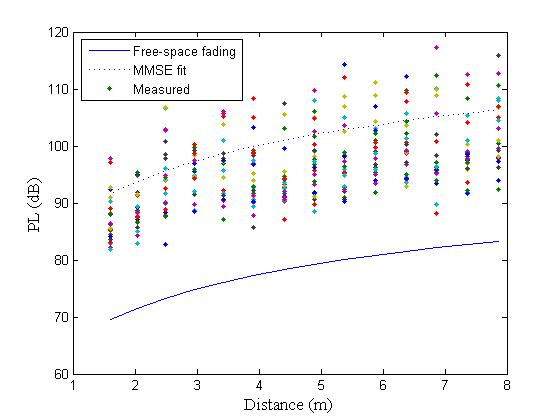 120
110
100
90
80
70
60
PL (dB)
Free-space fading
MMSE fit
Measured
1 2 3 4 5 6 7 8
Distance (m)